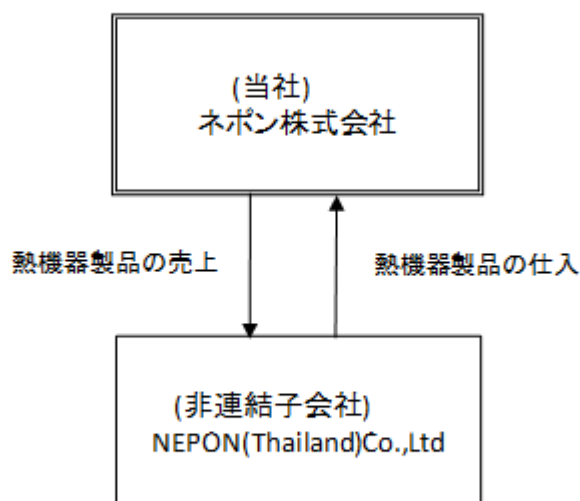 (当社)
ネポン株式会社
熱機器製品の売上
熱機器製品の仕入
(非連結子会社)
NEPON(Thailand)Co.,Ltd